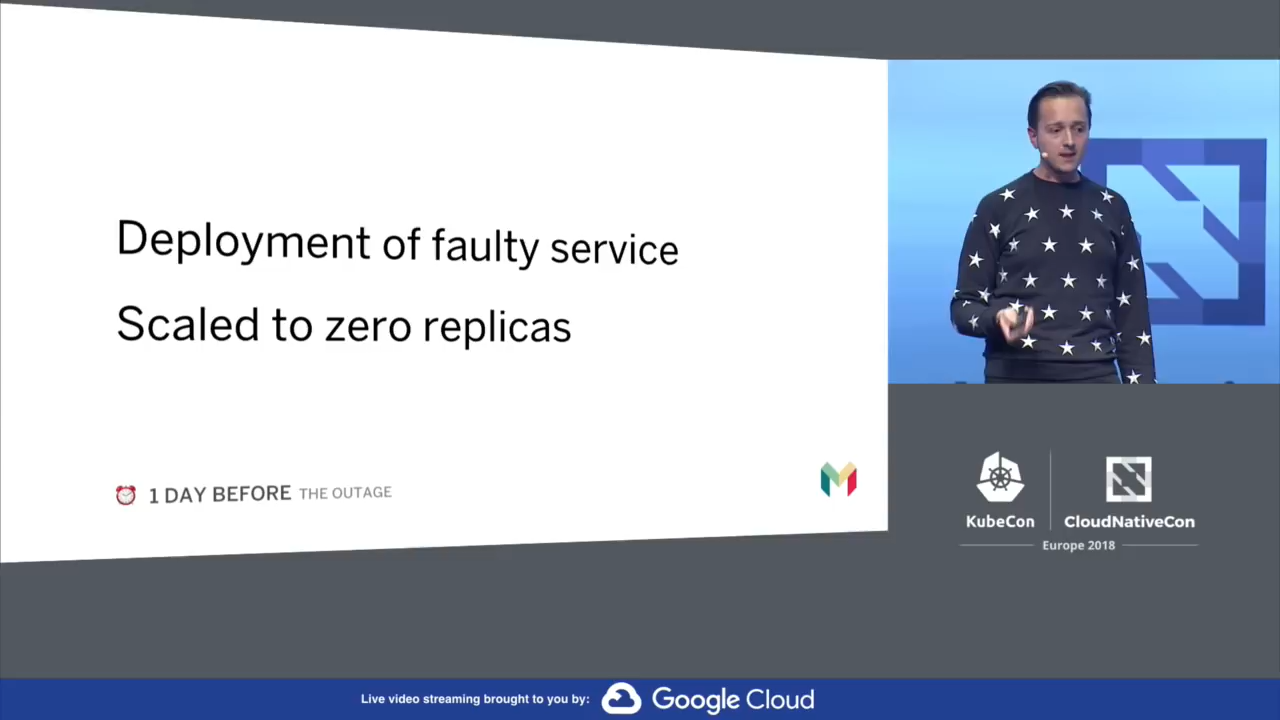 Deployment of faulty service
Scaled to zero replicas
1 DAY BEFORE THE OUTAGE
KubeCon
CloudNativeCon
Europe 2018
Live video streaming brought to you by: Google Cloud